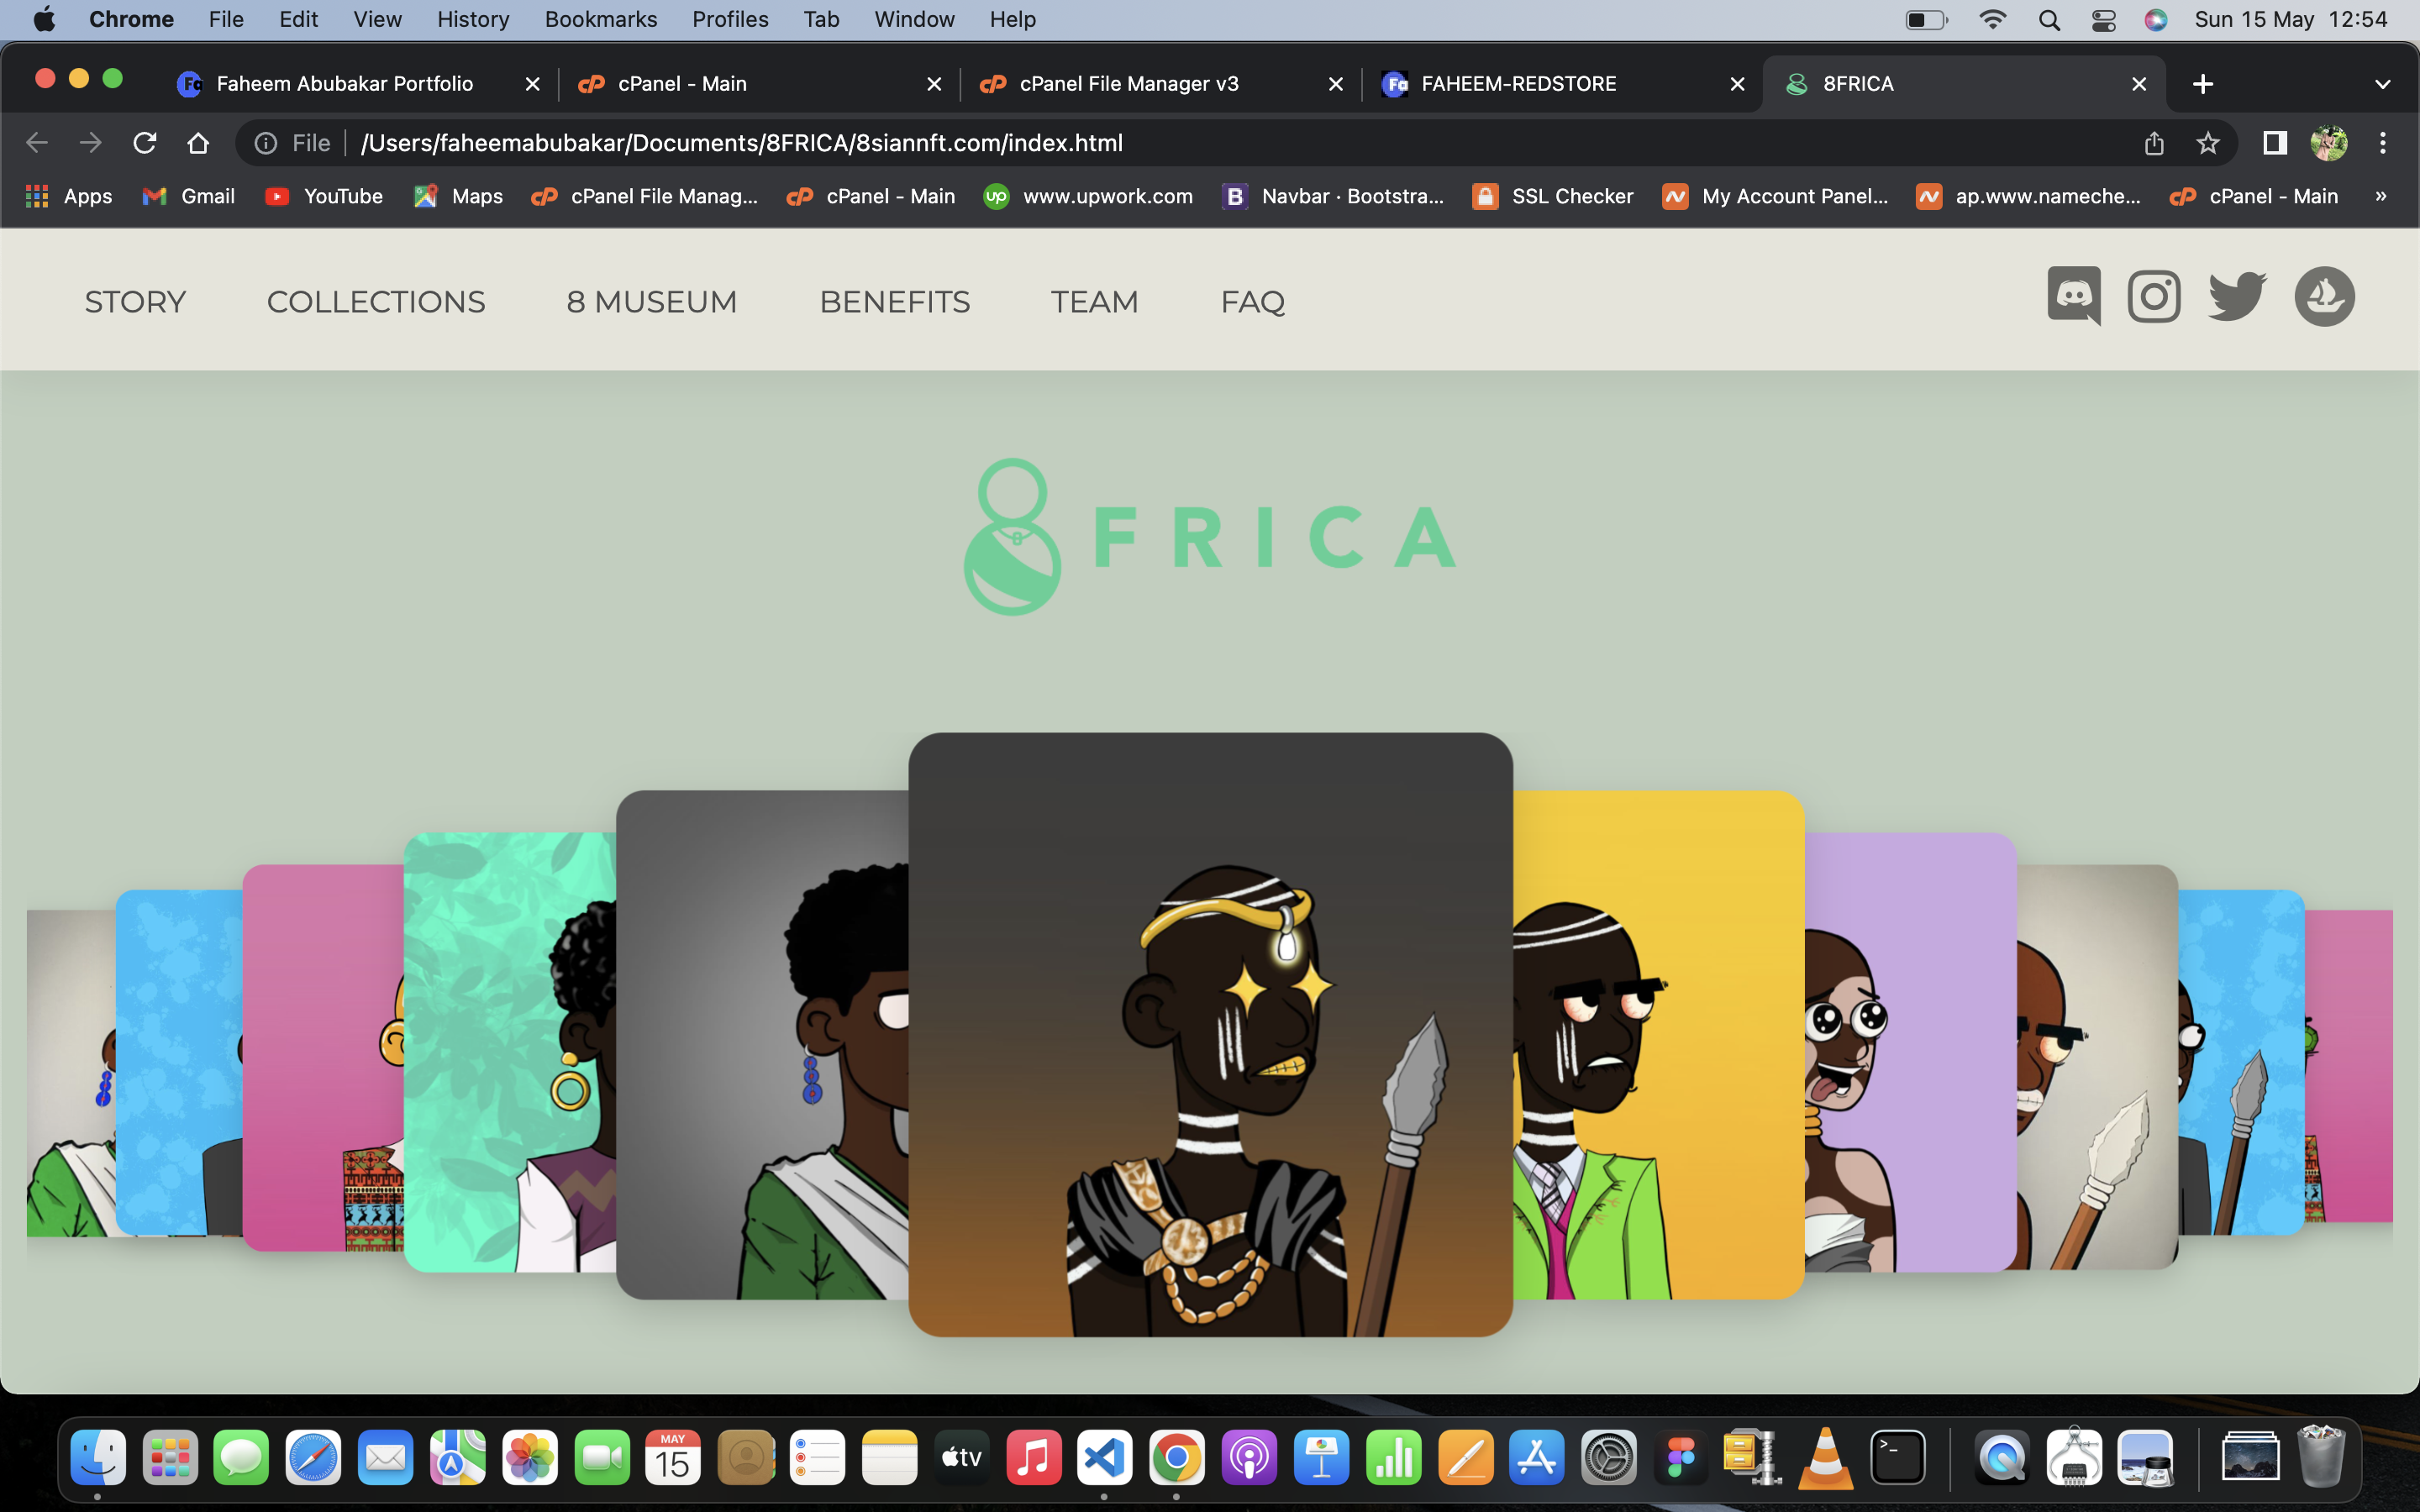 Chrome File Edit View History Bookmarks Profiles Tab Window Help Sun 15 May 12:54
Faheem Abubakar Portfolio cPanel - Main cPanel File Manager v3 FAHEEM-REDSTORE 8FRICA
File /Users/faheemabubakar/Documents/8FRICA/8siannft.com/index.html
Apps Gmail YouTube Maps cPanel File Manag... cPanel - Main up www.upwork.com B Navbar · Bootstra... SSL Checker My Account Panel... ap.www.nameche... cPanel - Main »
STORY COLLECTIONS 8 MUSEUM BENEFITS TEAM FAQ
8FRICA
MAY
15
tv